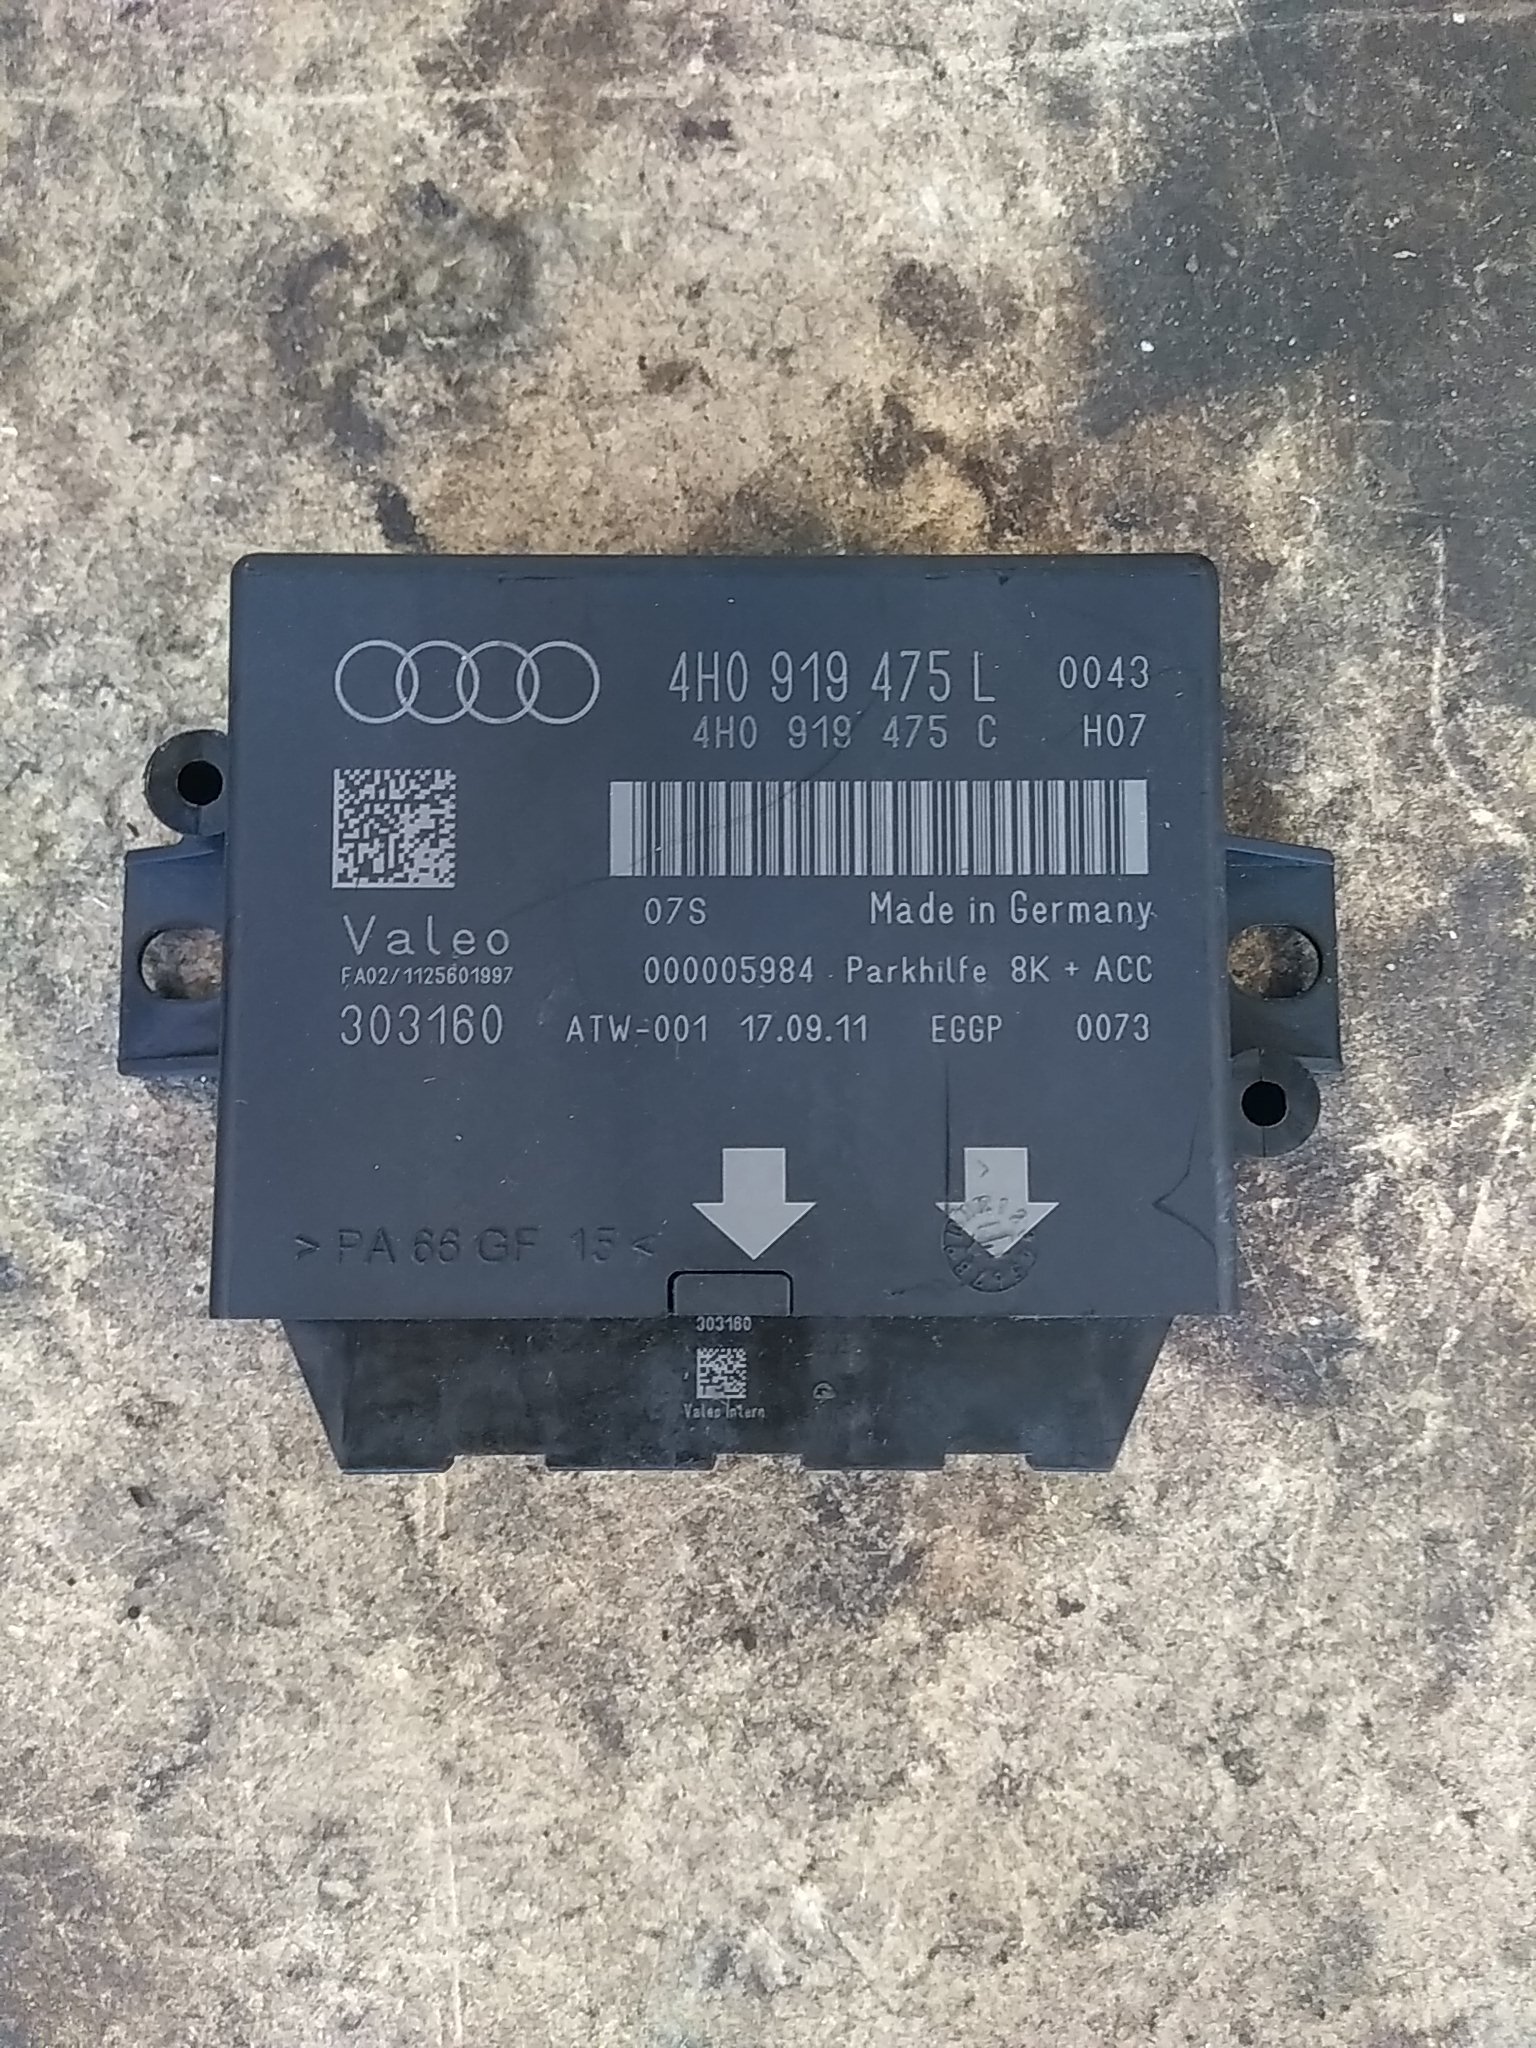 4H0 919 475 L 0043
4H0 919 475 C H07
07S Made in Germany
Valeo
FA02/1125601997
000005984 Parkhilfe 8K + ACC
303160 ATW-001 17.09.11 EGGP 0073
> PA 66 GF 15 <
303160
Valeo Intern